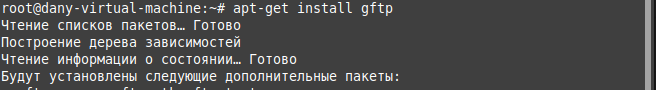 root@dany-virtual-machine:~# apt-get install gftp
Чтение списков пакетов… Готово
Построение дерева зависимостей
Чтение информации о состоянии… Готово
Будут установлены следующие дополнительные пакеты: